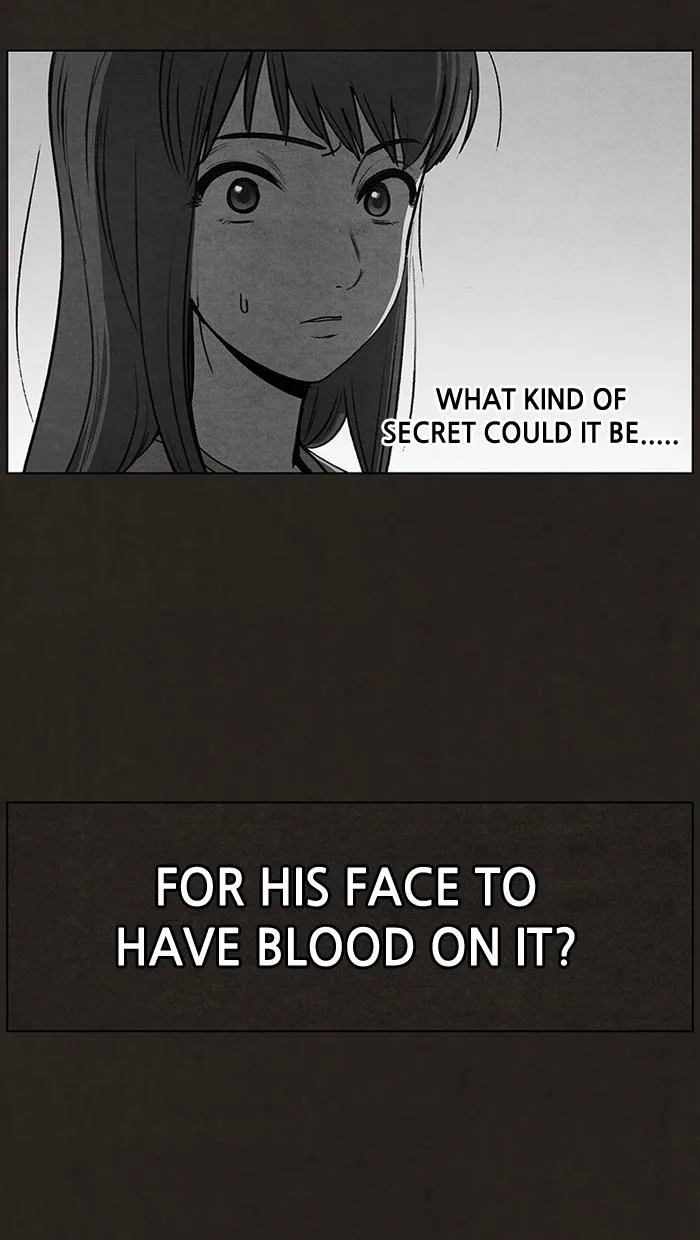 WHAT KIND OF
SECRET COULD IT BE.....
FOR HIS FACE TO
HAVE BLOOD ON IT?